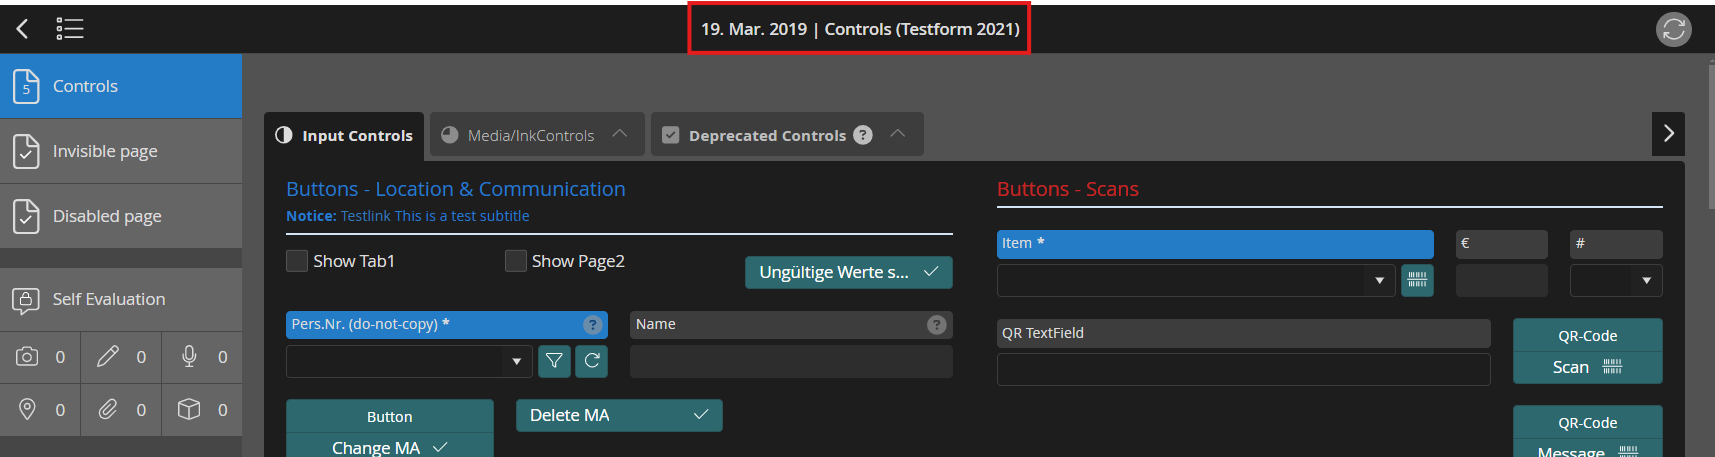 19. Mar. 2019 | Controls (Testform 2021)
5
Controls
Invisible page
Disabled page
Self Evaluation
0
0
0
0
0
0
Input Controls
Media/InkControls
Deprecated Controls ?
Buttons - Location & Communication
Notice: Testlink This is a test subtitle
Show Tab1
Show Page2
Ungültige Werte s...
Pers.Nr. (do-not-copy) * ?
Name ?
Button
Change MA
Delete MA
Buttons - Scans
Item *
€
#
QR TextField
QR-Code
Scan
QR-Code
Message